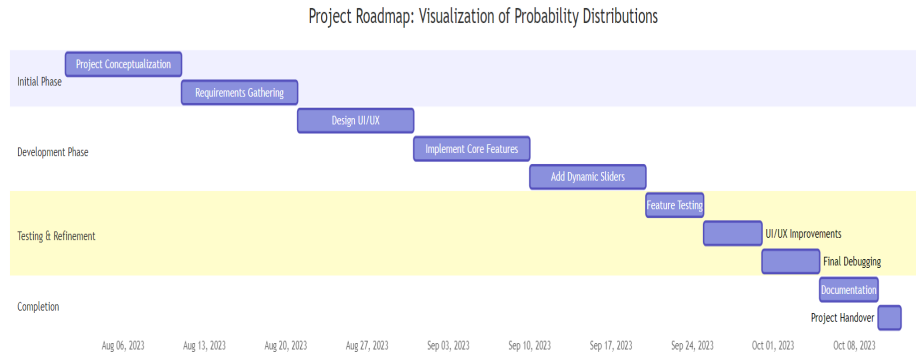 Project Roadmap: Visualization of Probability Distributions
Initial Phase
Project Conceptualization
Requirements Gathering
Development Phase
Design UI/UX
Implement Core Features
Add Dynamic Sliders
Testing & Refinement
Feature Testing
UI/UX Improvements
Final Debugging
Completion
Documentation
Project Handover
Aug 06, 2023 Aug 13, 2023 Aug 20, 2023 Aug 27, 2023 Sep 03, 2023 Sep 10, 2023 Sep 17, 2023 Sep 24, 2023 Oct 01, 2023 Oct 08, 2023